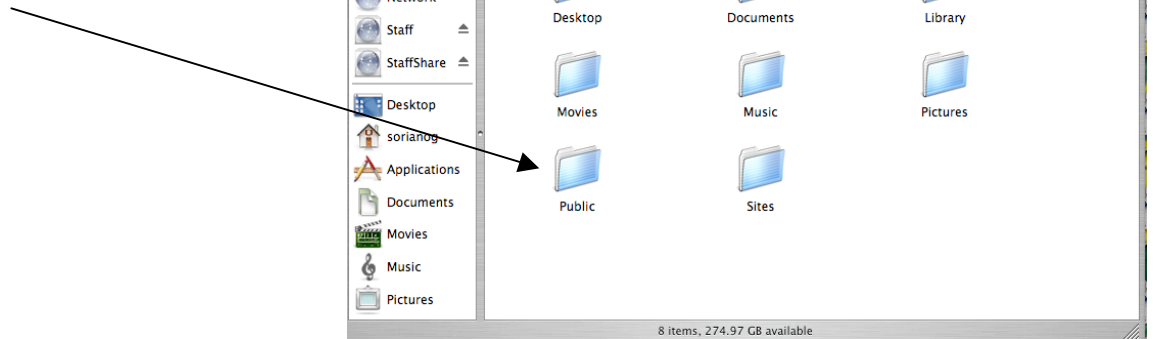 Network
Staff
StaffShare
Desktop
sorianog
Applications
Documents
Movies
Music
Pictures
Desktop Documents Library
Movies Music Pictures
Public Sites
8 items, 274.97 GB available